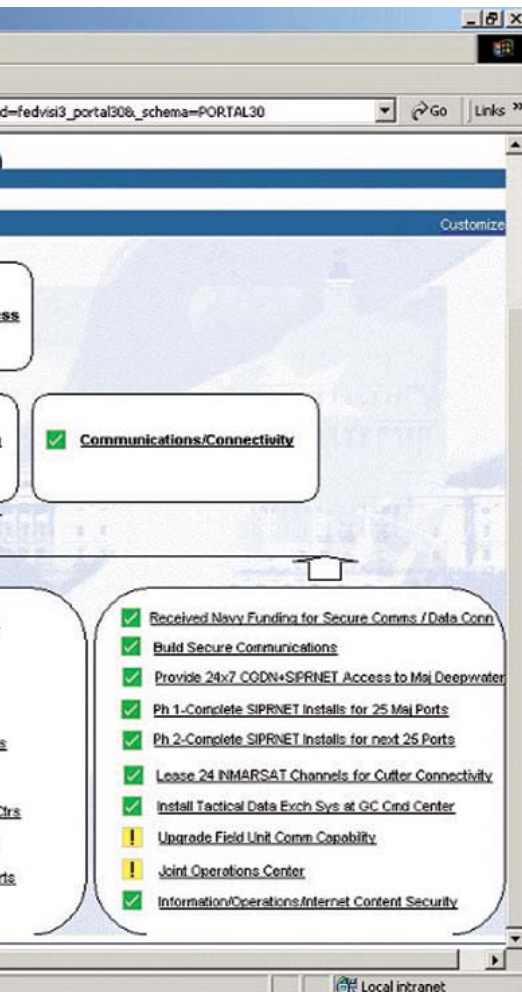 d=fedvisi3_portal30&_schema=PORTAL30
Go
Links »
Customize
ss
Communications/Connectivity
Received Navy Funding for Secure Comms / Data Conn
Build Secure Communications
Provide 24x7 CGDN+SIPRNET Access to Maj Deepwater
Ph 1-Complete SIPRNET Installs for 25 Maj Ports
Ph 2-Complete SIPRNET Installs for next 25 Ports
s
Lease 24 INMARSAT Channels for Cutter Connectivity
Ctrs
Install Tactical Data Exch Sys at GC Cmd Center
Upgrade Field Unit Comm Capability
rts
Joint Operations Center
Information/Operations/Internet Content Security
Local intranet